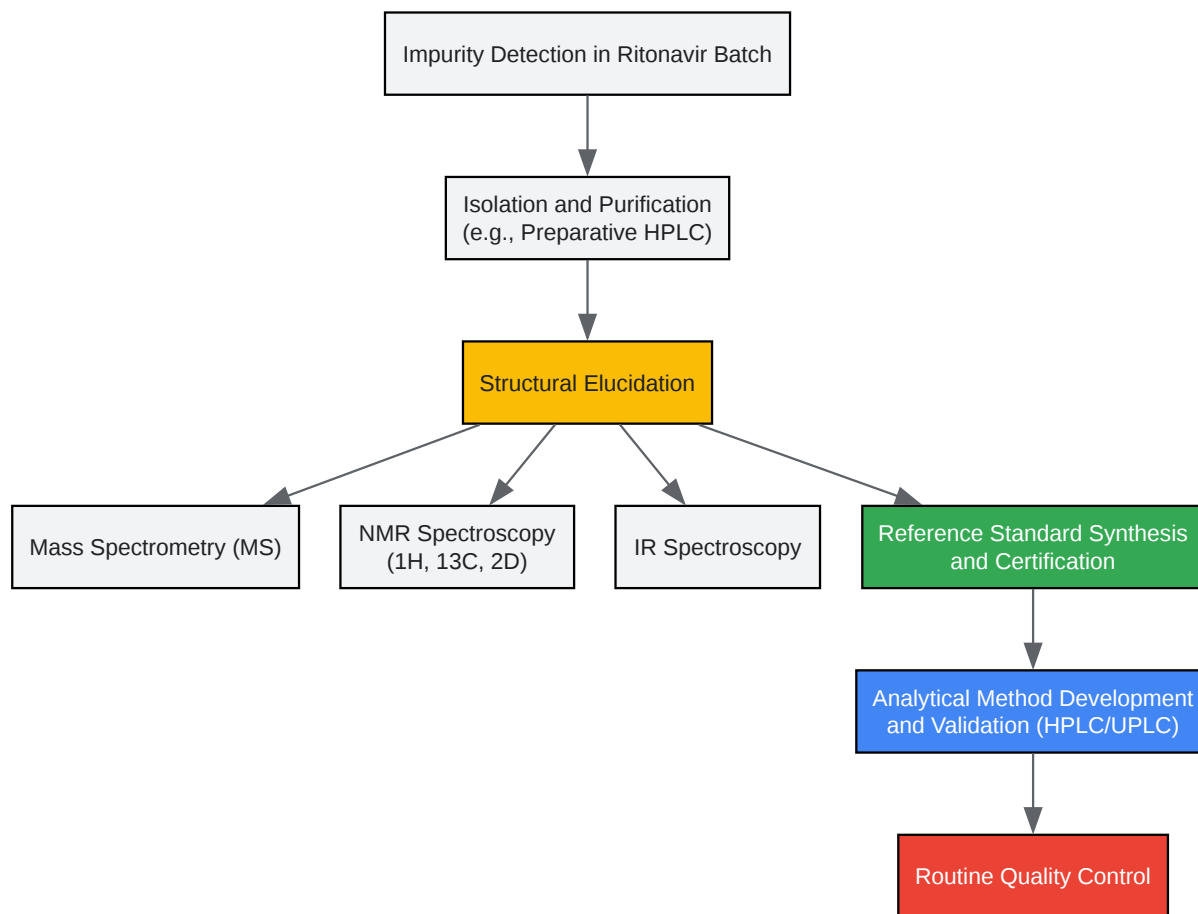 Impurity Detection in Ritonavir Batch
Isolation and Purification
(e.g., Preparative HPLC)
Structural Elucidation
Mass Spectrometry (MS)
NMR Spectroscopy
(1H, 13C, 2D)
IR Spectroscopy
Reference Standard Synthesis
and Certification
Analytical Method Development
and Validation (HPLC/UPLC)
Routine Quality Control